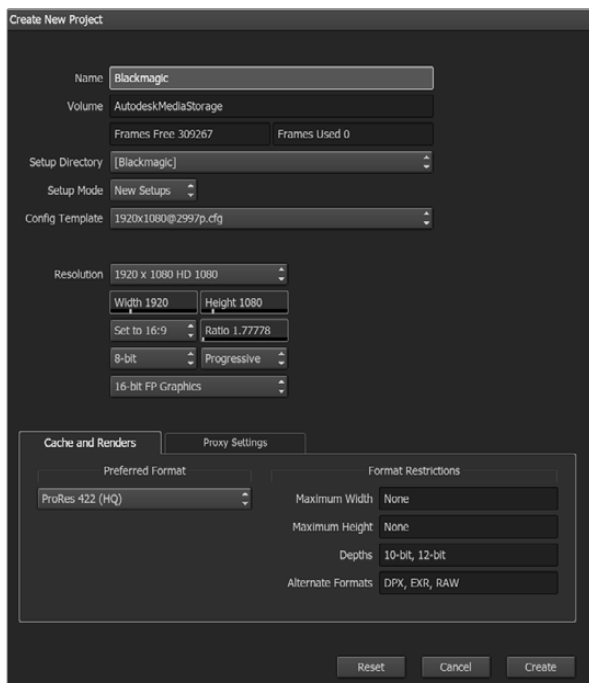 Create New Project
Name Blackmagic
Volume AutodeskMediaStorage
Frames Free 309267 Frames Used 0
Setup Directory [Blackmagic]
Setup Mode New Setups
Config Template 1920x1080@2997p.cfg
Resolution 1920 x 1080 HD 1080
Width 1920 Height 1080
Set to 16:9 Ratio 1.77778
8-bit Progressive
16-bit FP Graphics
Cache and Renders Proxy Settings
Preferred Format Format Restrictions
ProRes 422 (HQ) Maximum Width None
Maximum Height None
Depths 10-bit, 12-bit
Alternate Formats DPX, EXR, RAW
Reset Cancel Create